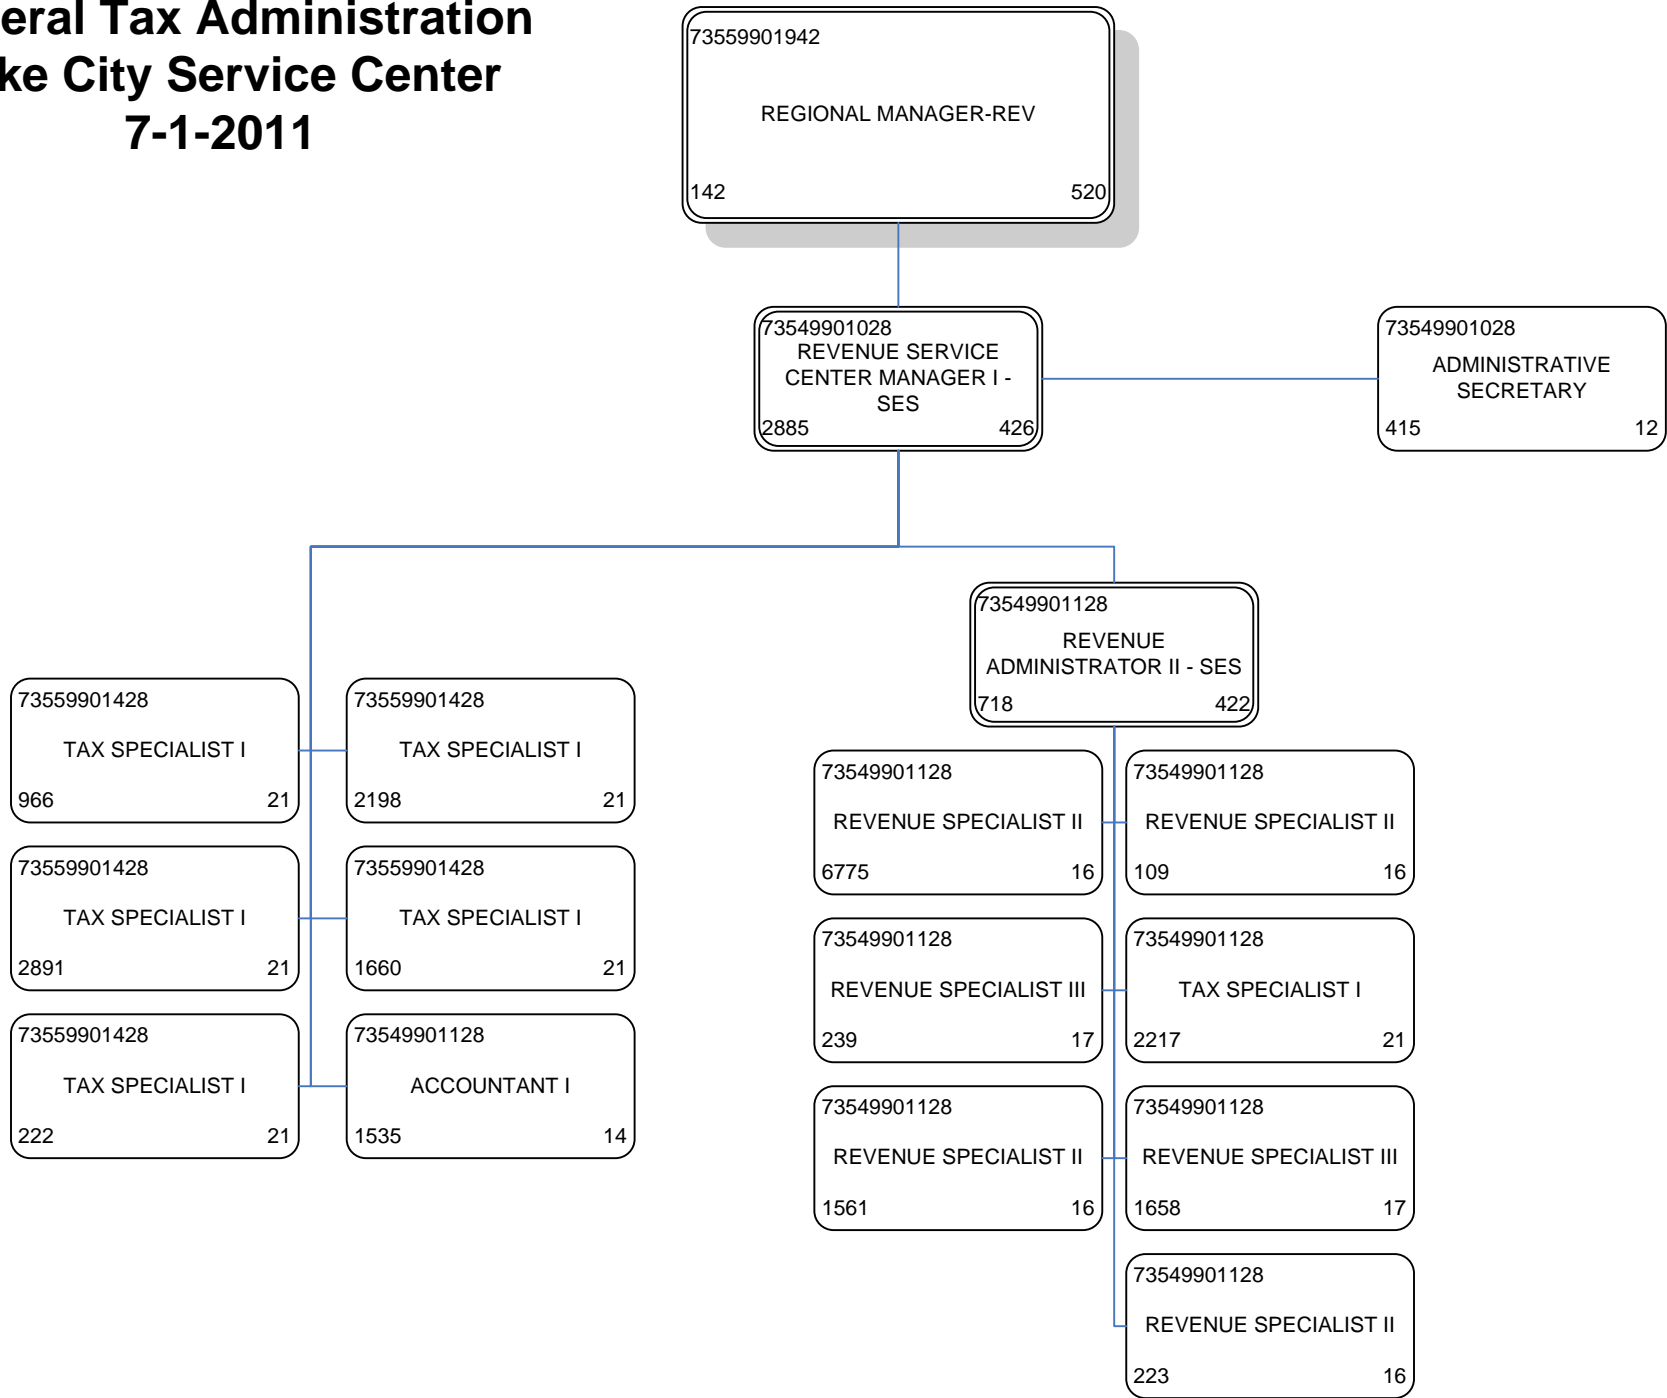 eral Tax Administration
ke City Service Center
7-1-2011
73559901942
REGIONAL MANAGER-REV
142 520
73549901028
REVENUE SERVICE
CENTER MANAGER I -
SES
2885 426
73549901028
ADMINISTRATIVE
SECRETARY
415 12
73549901128
REVENUE
ADMINISTRATOR II - SES
718 422
73559901428
TAX SPECIALIST I
966 21
73559901428
TAX SPECIALIST I
2198 21
73559901428
TAX SPECIALIST I
2891 21
73559901428
TAX SPECIALIST I
1660 21
73559901428
TAX SPECIALIST I
222 21
73549901128
ACCOUNTANT I
1535 14
73549901128
REVENUE SPECIALIST II
6775 16
73549901128
REVENUE SPECIALIST II
109 16
73549901128
REVENUE SPECIALIST III
239 17
73549901128
TAX SPECIALIST I
2217 21
73549901128
REVENUE SPECIALIST II
1561 16
73549901128
REVENUE SPECIALIST III
1658 17
73549901128
REVENUE SPECIALIST II
223 16